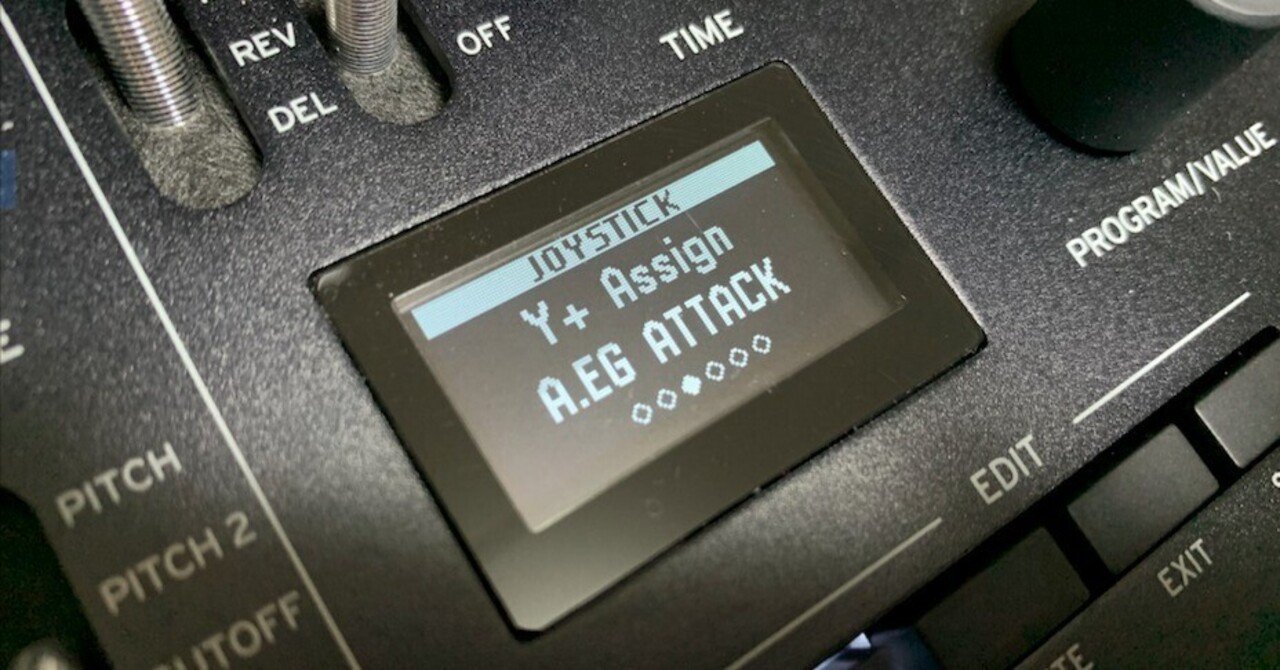 REV
OFF
TIME
DEL
PROGRAM/VALUE
JOYSTICK
Y+ Assign
A.EG ATTACK
PITCH
PITCH 2
EDIT
EXIT